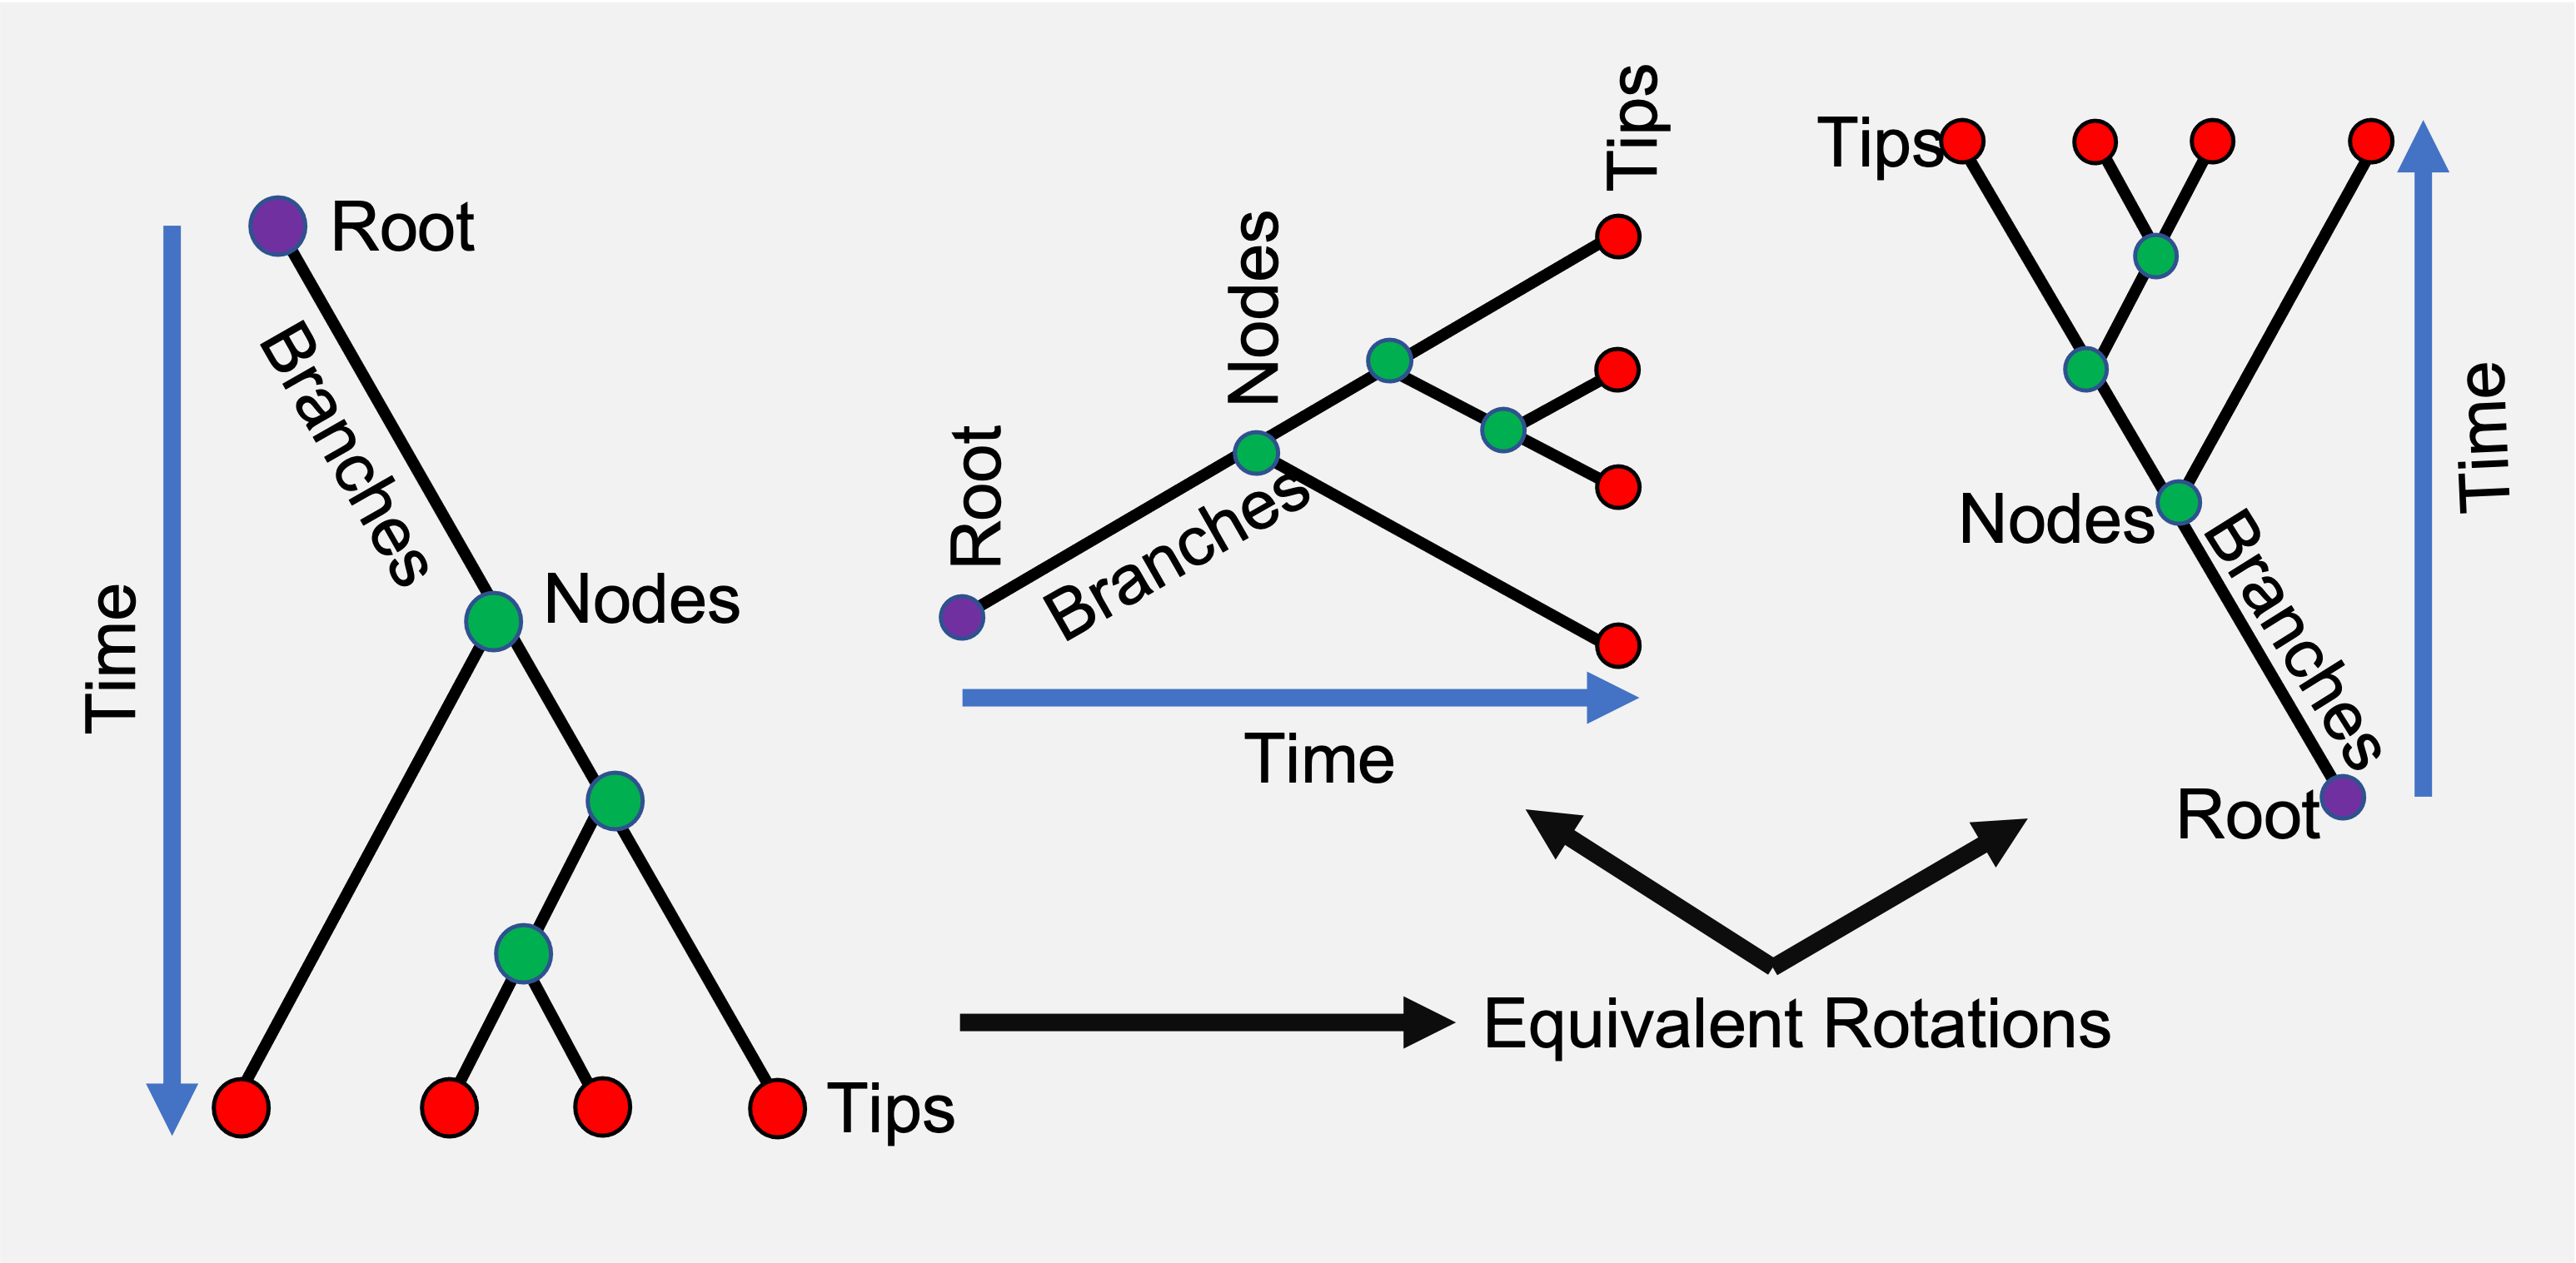 Root
Branches
Time
Nodes
Tips
Tips
Nodes
Root
Branches
Time
Tips
Nodes
Branches
Time
Root
Equivalent Rotations